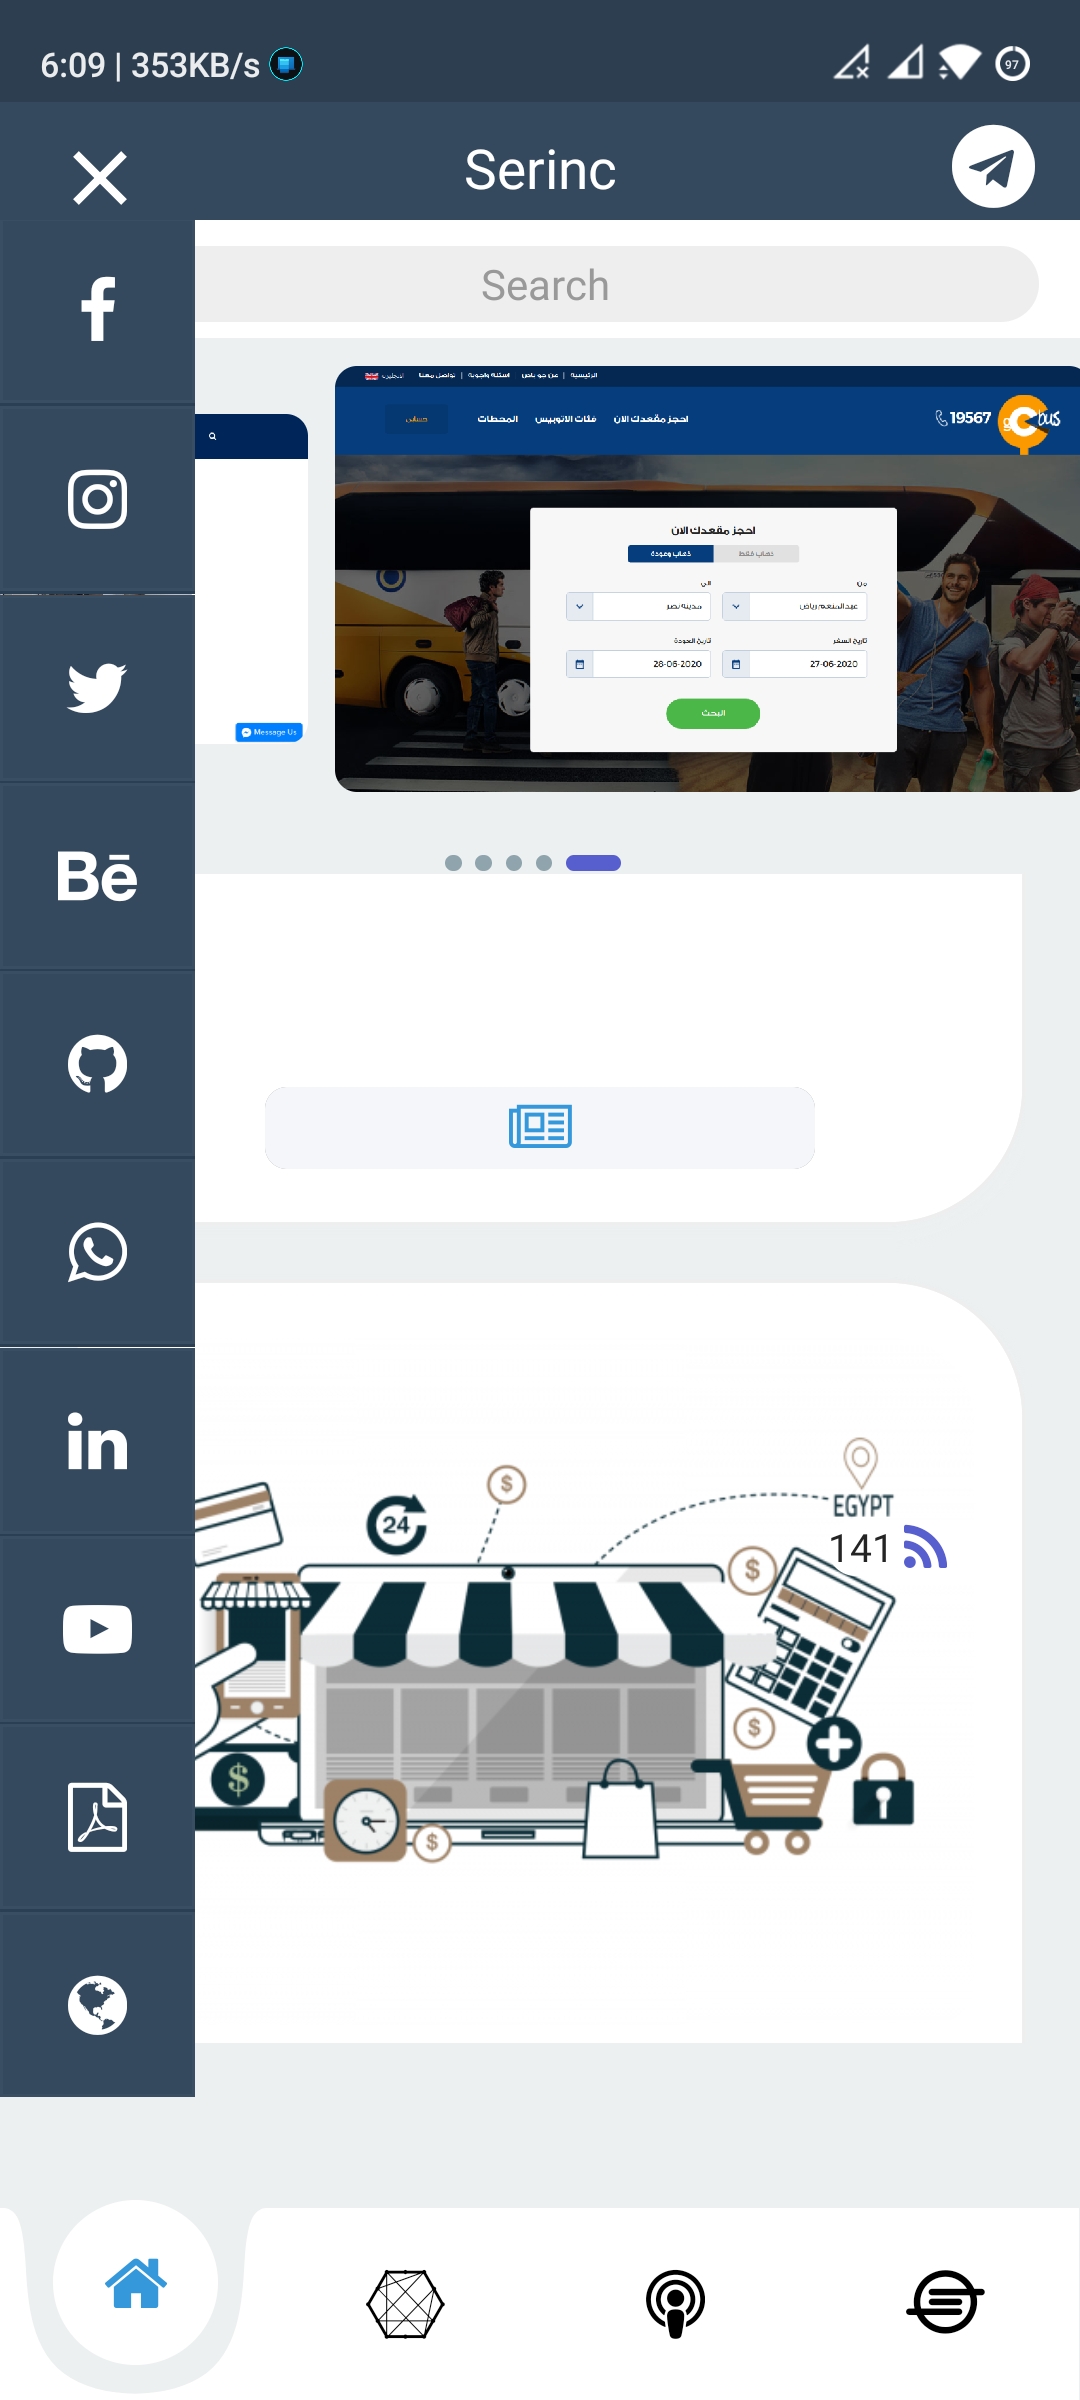 6:09 | 353KB/s
97
Serinc
Search
الرئيسية | عن جو باص | اسئلة واجوبة | تواصل معنا
الانجليزية
احجز مقعدك الان
فئات الاتوبيس
المحطات
حسابي
19567
go bus
احجز مقعدك الان
ذهاب وعودة
ذهاب فقط
من
الى
عبدالمنعم رياض
مدينة نصر
تاريخ السفر
تاريخ العودة
27-06-2020
28-06-2020
البحث
Message Us
Bē
in
24
$
EGYPT
141
$
$
$
$